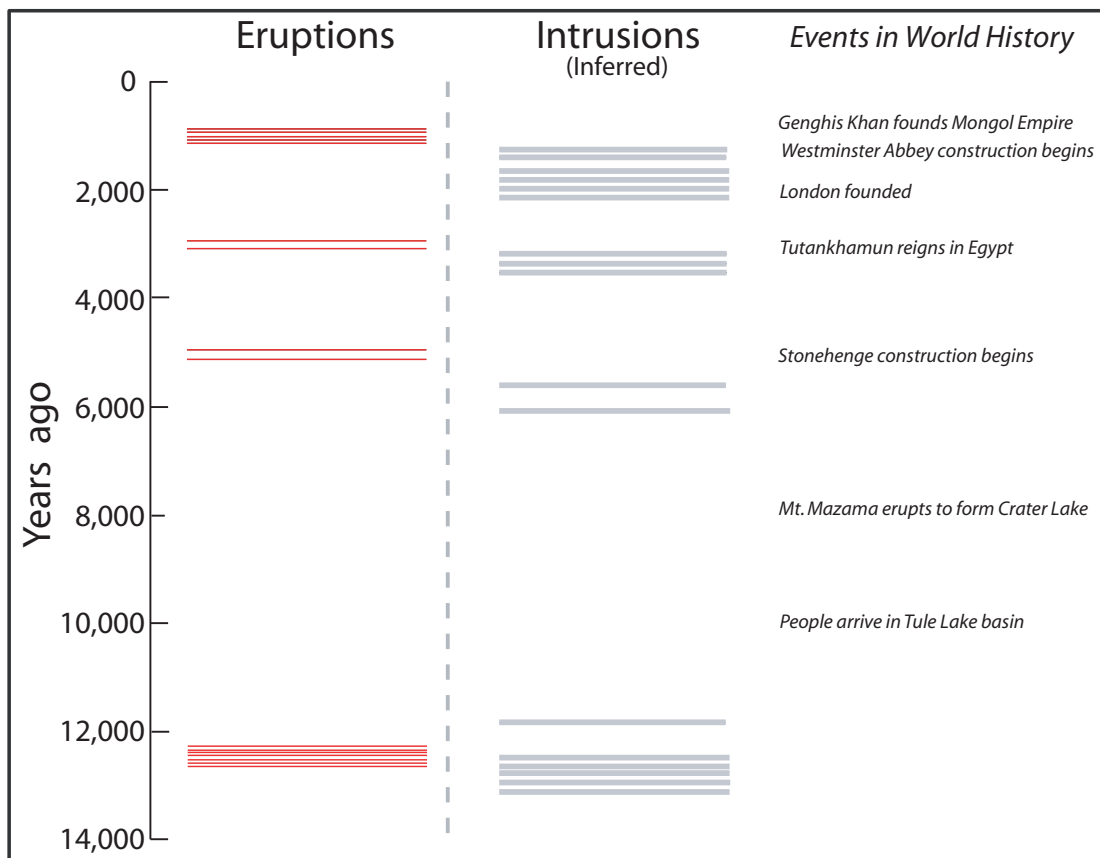 Eruptions
Intrusions
(Inferred)
Events in World History
Years ago
0
2,000
4,000
6,000
8,000
10,000
12,000
14,000
Genghis Khan founds Mongol Empire
Westminster Abbey construction begins
London founded
Tutankhamun reigns in Egypt
Stonehenge construction begins
Mt. Mazama erupts to form Crater Lake
People arrive in Tule Lake basin